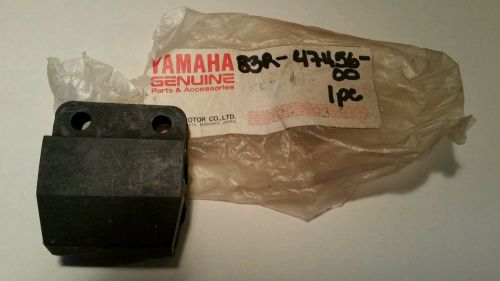 YAMAHA
GENUINE
Parts & Accessories
83R-47456-
00
1pc
MOTOR CO., LTD.